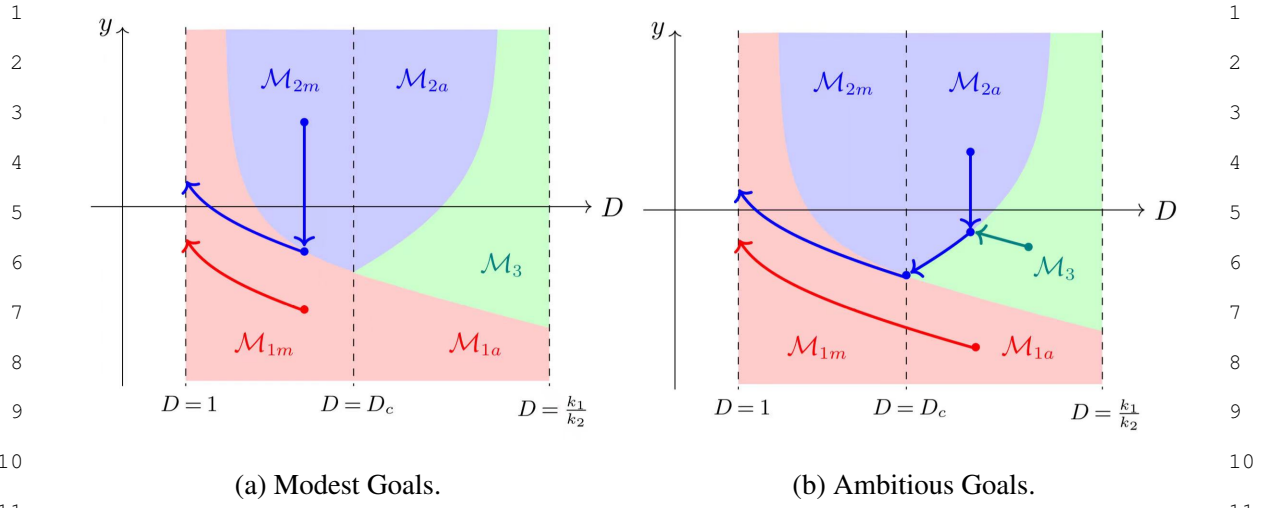 1
2
3
4
5
6
7
8
9
10
11
y
D
M2m
M2a
M3
M1m
M1a
D = 1
D = Dc
D = k1/k2
(a) Modest Goals.
y
D
M2m
M2a
M3
M1m
M1a
D = 1
D = Dc
D = k1/k2
(b) Ambitious Goals.
1
2
3
4
5
6
7
8
9
10
11